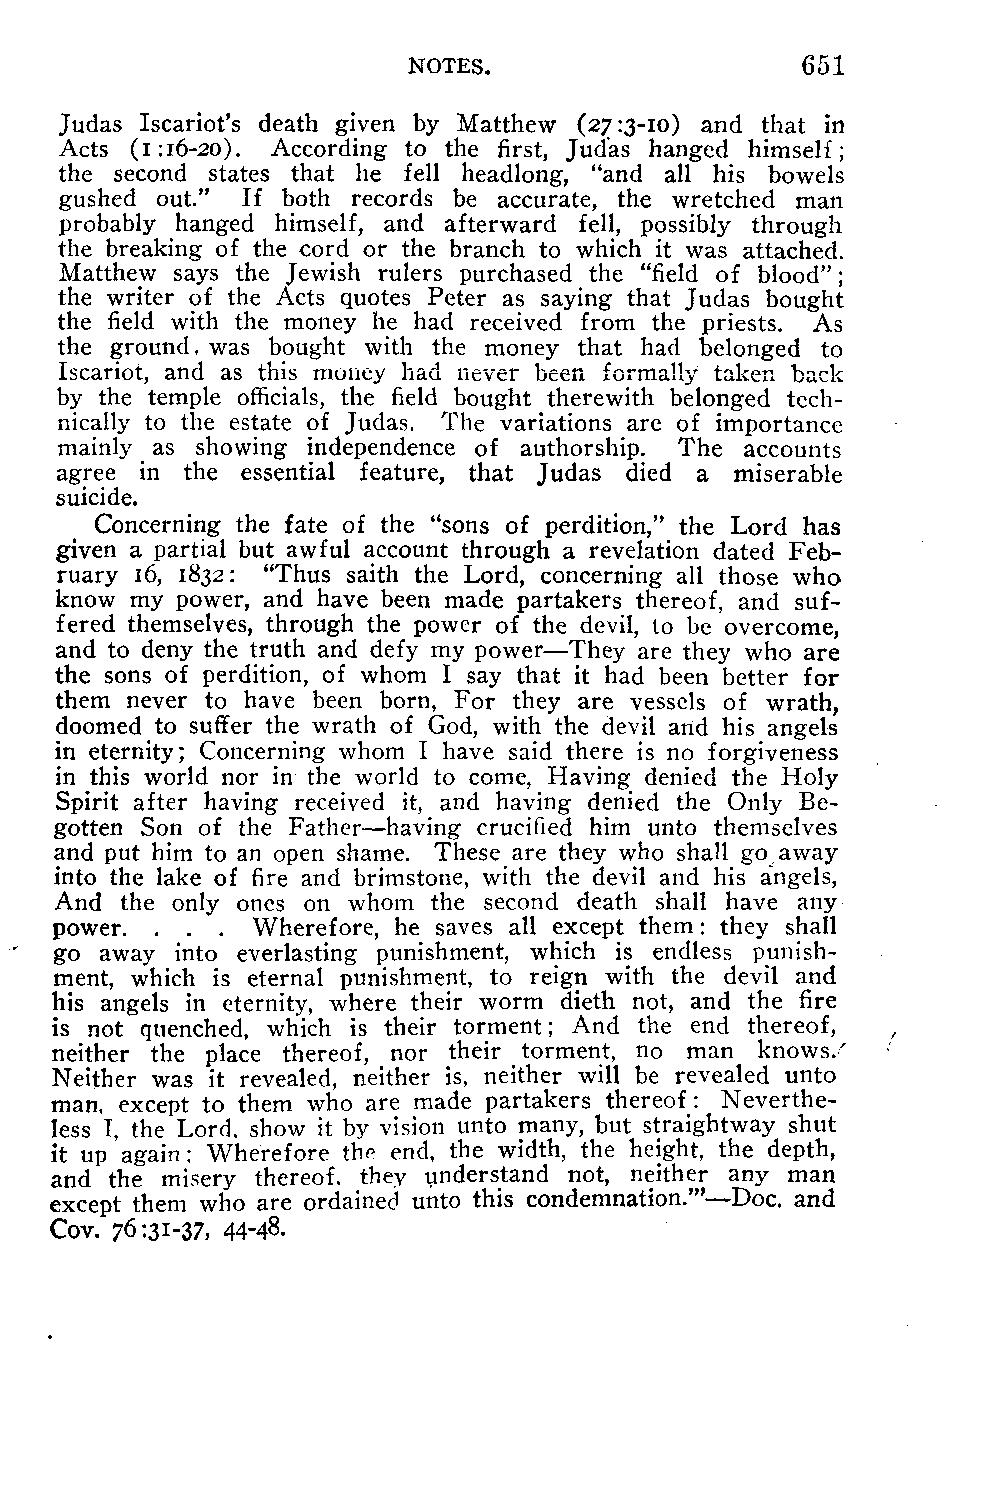 NOTES. 651
Judas Iscariot's death given by Matthew (27:3-10) and that in
Acts (1:16-20). According to the first, Judas hanged himself;
the second states that he fell headlong, "and all his bowels
gushed out." If both records be accurate, the wretched man
probably hanged himself, and afterward fell, possibly through
the breaking of the cord or the branch to which it was attached.
Matthew says the Jewish rulers purchased the "field of blood";
the writer of the Acts quotes Peter as saying that Judas bought
the field with the money he had received from the priests. As
the ground, was bought with the money that had belonged to
Iscariot, and as this money had never been formally taken back
by the temple officials, the field bought therewith belonged tech-
nically to the estate of Judas. The variations are of importance
mainly as showing independence of authorship. The accounts
agree in the essential feature, that Judas died a miserable
suicide.
Concerning the fate of the "sons of perdition," the Lord has
given a partial but awful account through a revelation dated Feb-
ruary 16, 1832: "Thus saith the Lord, concerning all those who
know my power, and have been made partakers thereof, and suf-
fered themselves, through the power of the devil, to be overcome,
and to deny the truth and defy my power—They are they who are
the sons of perdition, of whom I say that it had been better for
them never to have been born, For they are vessels of wrath,
doomed to suffer the wrath of God, with the devil and his angels
in eternity; Concerning whom I have said there is no forgiveness
in this world nor in the world to come, Having denied the Holy
Spirit after having received it, and having denied the Only Be-
gotten Son of the Father—having crucified him unto themselves
and put him to an open shame. These are they who shall go away
into the lake of fire and brimstone, with the devil and his angels,
And the only ones on whom the second death shall have any
power. . . . Wherefore, he saves all except them: they shall
go away into everlasting punishment, which is endless punish-
ment, which is eternal punishment, to reign with the devil and
his angels in eternity, where their worm dieth not, and the fire
is not quenched, which is their torment; And the end thereof,
neither the place thereof, nor their torment, no man knows.
Neither was it revealed, neither is, neither will be revealed unto
man, except to them who are made partakers thereof: Neverthe-
less I, the Lord, show it by vision unto many, but straightway shut
it up again; Wherefore the end, the width, the height, the depth,
and the misery thereof, they understand not, neither any man
except them who are ordained unto this condemnation.'"—Doc. and
Cov. 76:31-37, 44-48.